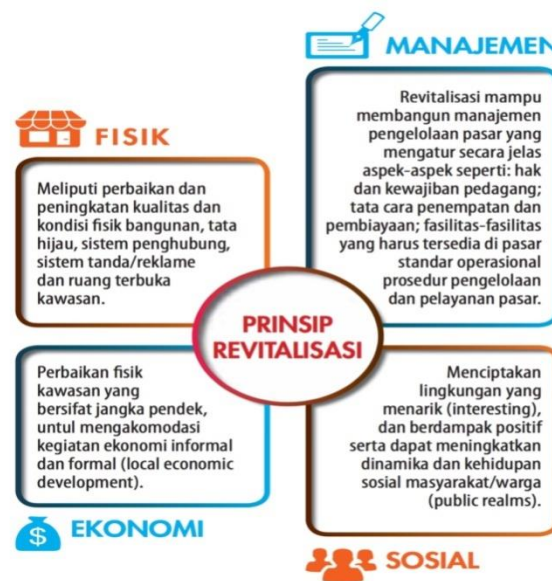 FISIK
Meliputi perbaikan dan
peningkatan kualitas dan
kondisi fisik bangunan, tata
hijau, sistem penghubung,
sistem tanda/reklame
dan ruang terbuka
kawasan.
MANAJEMEN
Revitalisasi mampu
membangun manajemen
pengelolaan pasar yang
mengatur secara jelas
aspek-aspek seperti: hak
dan kewajiban pedagang;
tata cara penempatan dan
pembiayaan; fasilitas-fasilitas
yang harus tersedia di pasar
standar operasional
prosedur pengelolaan
dan pelayanan pasar.
PRINSIP
REVITALISASI
Perbaikan fisik
kawasan yang
bersifat jangka pendek,
untuk mengakomodasi
kegiatan ekonomi informal
dan formal (local economic
development).
$ EKONOMI
Menciptakan
lingkungan yang
menarik (interesting),
dan berdampak positif
serta dapat meningkatkan
dinamika dan kehidupan
sosial masyarakat/warga
(public realms).
SOSIAL